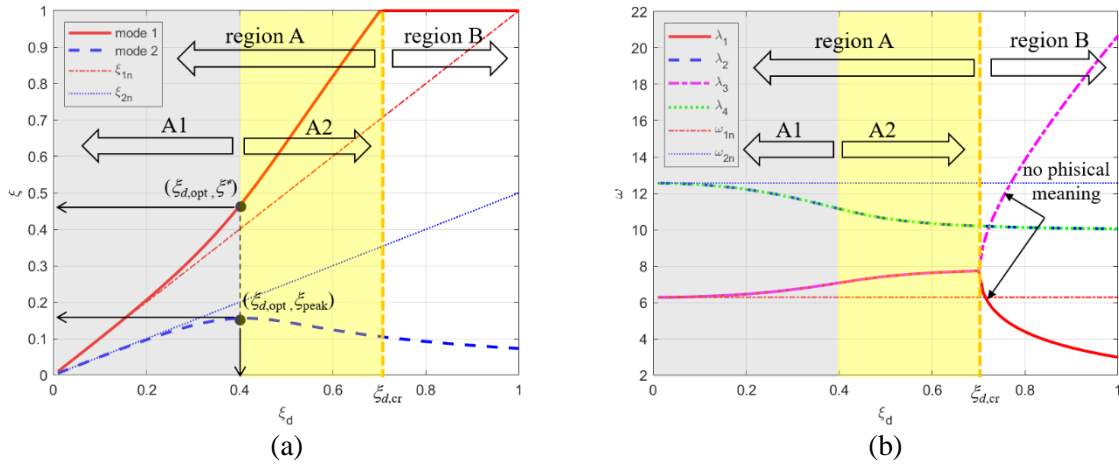 1
0.9
0.8
0.7
0.6
0.5
0.4
0.3
0.2
0.1
0
ξ
mode 1
mode 2
ξ1n
ξ2n
region A
region B
A1
A2
(ξd,opt , ξ*)
(ξd,opt , ξpeak)
0
0.2
0.4
0.6
ξd,cr
0.8
1
ξd
(a)
22
20
18
16
14
12
10
8
6
4
2
ω
λ1
λ2
λ3
λ4
ω1n
ω2n
region A
region B
A1
A2
no phisical
meaning
0
0.2
0.4
0.6
ξd,cr
0.8
1
ξd
(b)